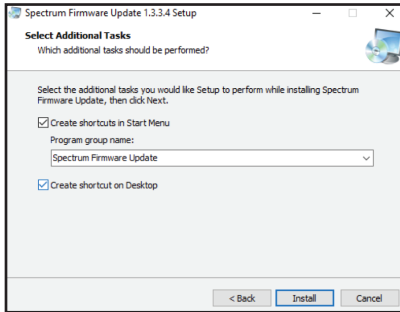 Spectrum Firmware Update 1.3.3.4 Setup
Select Additional Tasks
Which additional tasks should be performed?
Select the additional tasks you would like Setup to perform while installing Spectrum
Firmware Update, then click Next.
Create shortcuts in Start Menu
Program group name:
Spectrum Firmware Update
Create shortcut on Desktop
< Back
Install
Cancel